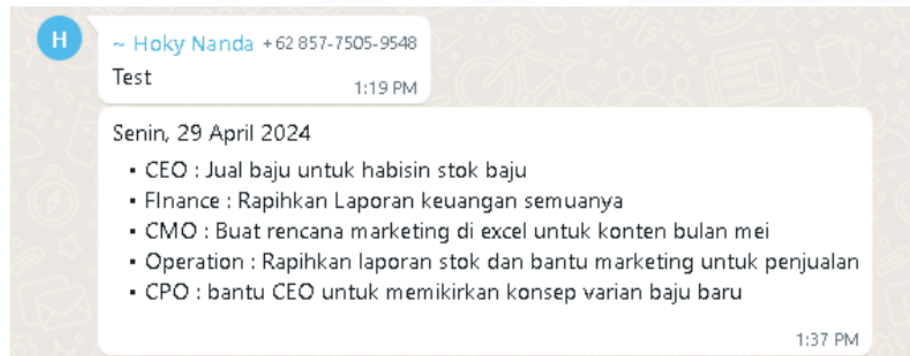 H
~ Hoky Nanda +62 857-7505-9548
Test
1:19 PM
Senin, 29 April 2024
▪ CEO : Jual baju untuk habisin stok baju
▪ FInance : Rapihkan Laporan keuangan semuanya
▪ CMO : Buat rencana marketing di excel untuk konten bulan mei
▪ Operation : Rapihkan laporan stok dan bantu marketing untuk penjualan
▪ CPO : bantu CEO untuk memikirkan konsep varian baju baru
1:37 PM